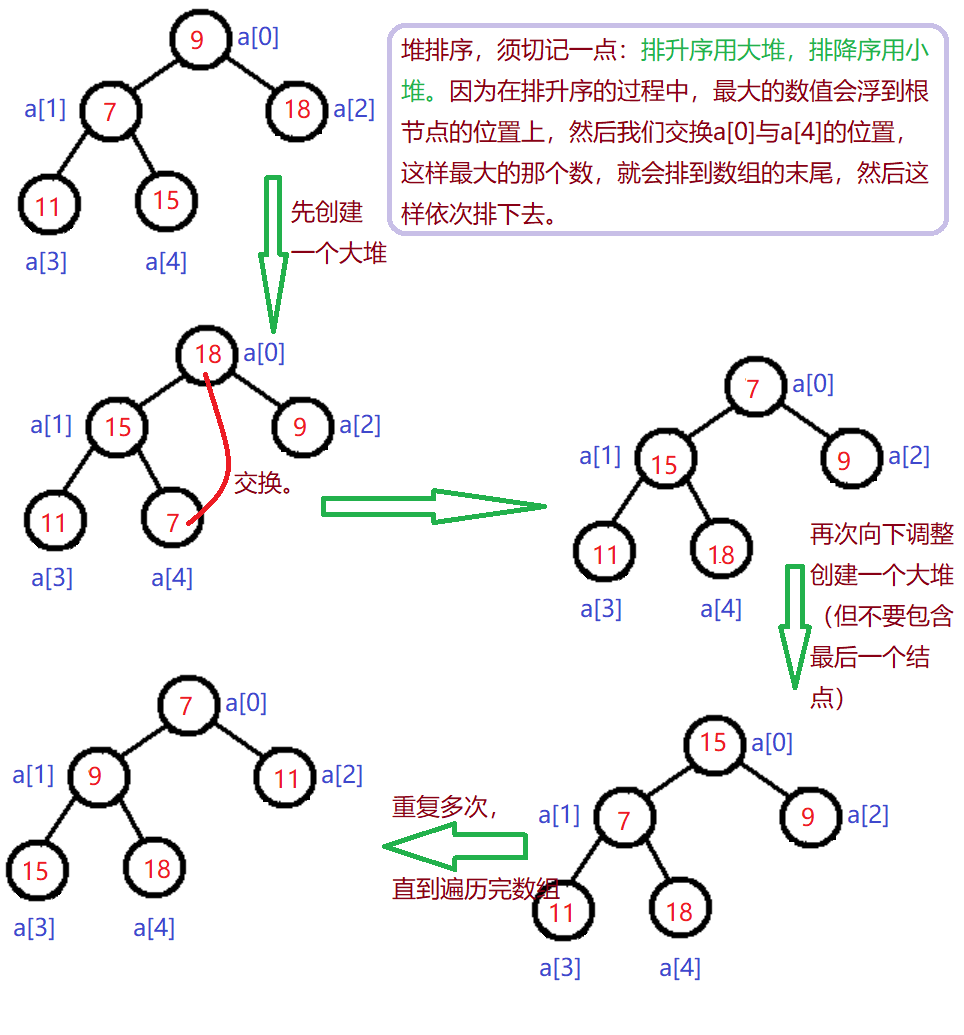 9 a[0]
a[1] 7 18 a[2]
11 15
a[3] a[4]
堆排序，须切记一点：排升序用大堆，排降序用小
堆。因为在排升序的过程中，最大的数值会浮到根
节点的位置上，然后我们交换a[0]与a[4]的位置，
这样最大的那个数，就会排到数组的末尾，然后这
样依次排下去。
先创建
一个大堆
18 a[0]
a[1] 15 9 a[2]
交换。
11 7
a[3] a[4]
7 a[0]
a[1] 15 9 a[2]
11 18
a[3] a[4]
再次向下调整
创建一个大堆
（但不要包含
最后一个结
点）
15 a[0]
a[1] 7 9 a[2]
11 18
a[3] a[4]
重复多次，
直到遍历完数组
7 a[0]
a[1] 9 11 a[2]
15 18
a[3] a[4]